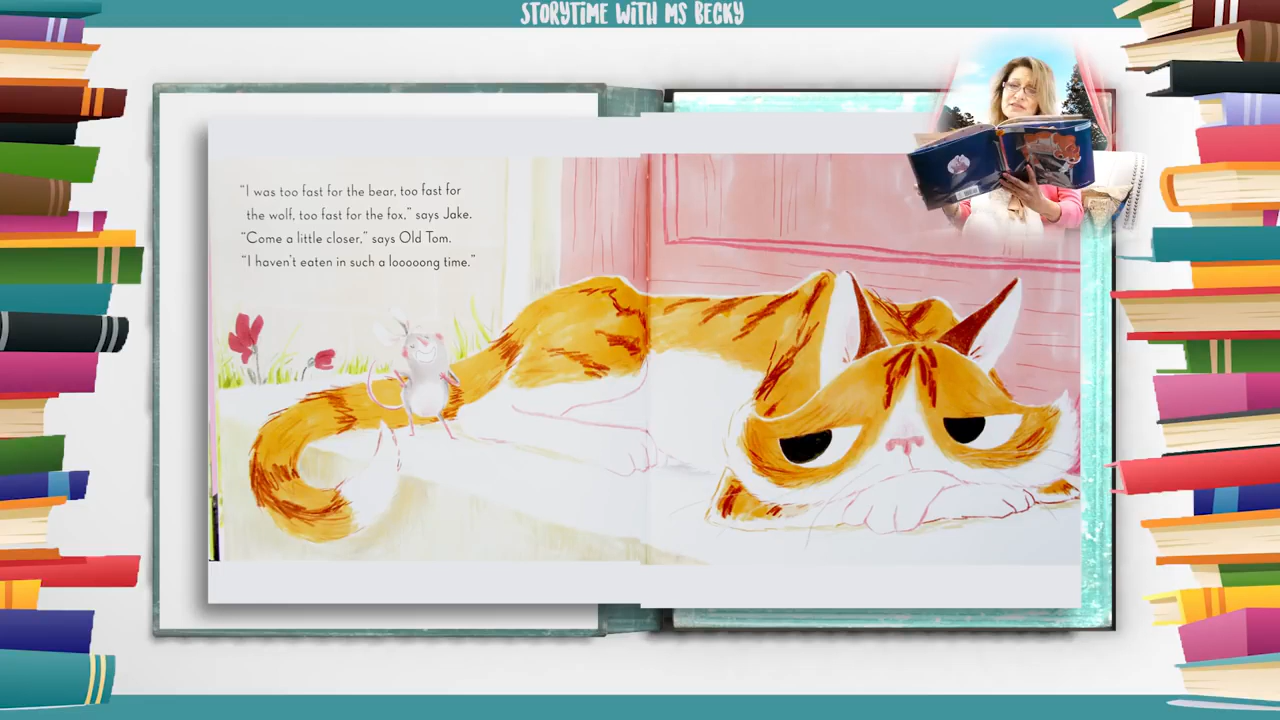 STORYTIME WITH MS BECKY
“I was too fast for the bear, too fast for
the wolf, too fast for the fox,” says Jake.
“Come a little closer,” says Old Tom.
“I haven’t eaten in such a looooong time.”